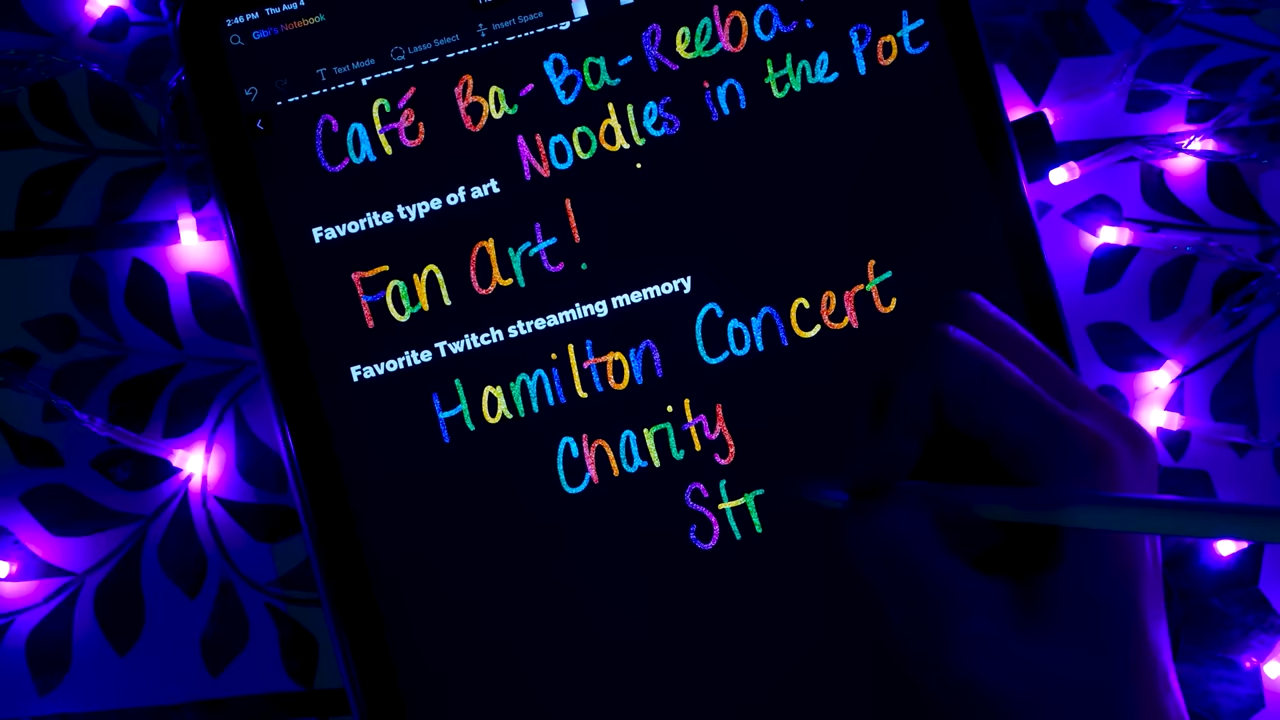 2:46 PM Thu Aug 4
Gibi's Notebook
Text Mode
Lasso Select
Insert Space
Café Ba-Ba-Reeba!
Noodles in the Pot
Favorite type of art
Fan Art!
Favorite Twitch streaming memory
Hamilton Concert
Charity
Str